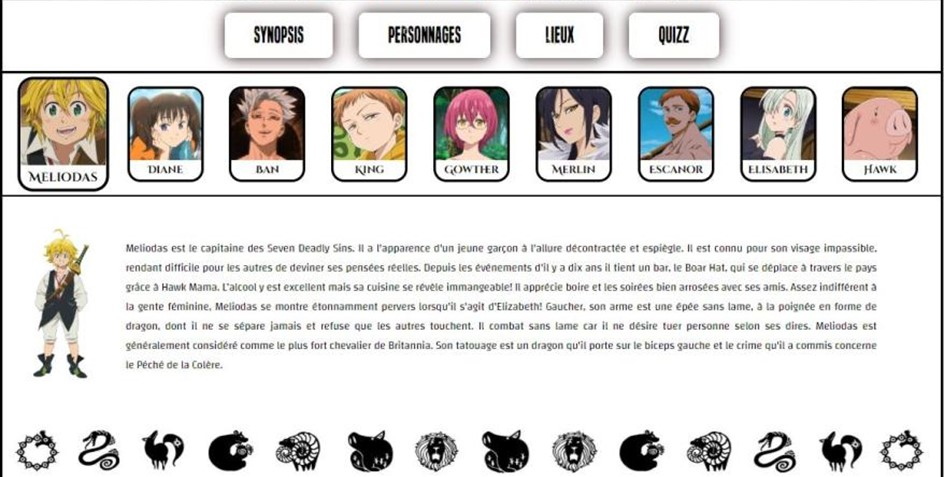 SYNOPSIS PERSONNAGES LIEUX QUIZZ
MELIODAS DIANE BAN KING GOWTHER MERLIN ESCANOR ELISABETH HAWK
Meliodas est le capitaine des Seven Deadly Sins. Il a l'apparence d'un jeune garçon à l'allure décontractée et espiègle. Il est connu pour son visage impassible,
rendant difficile pour les autres de deviner ses pensées réelles. Depuis les événements d'il y a dix ans il tient un bar, le Boar Hat, qui se déplace à travers le pays
grâce à Hawk Mama. L'alcool y est excellent mais sa cuisine se révèle immangeable! Il apprécie boire et les soirées bien arrosées avec ses amis. Assez indifférent à
la gente féminine, Meliodas se montre étonnamment pervers lorsqu'il s'agit d'Elizabeth! Gaucher, son arme est une épée sans lame, à la poignée en forme de
dragon, dont il ne se sépare jamais et refuse que les autres touchent. Il combat sans lame car il ne désire tuer personne selon ses dires. Meliodas est
généralement considéré comme le plus fort chevalier de Britannia. Son tatouage est un dragon qu'il porte sur le biceps gauche et le crime qu'il a commis concerne
le Péché de la Colère.